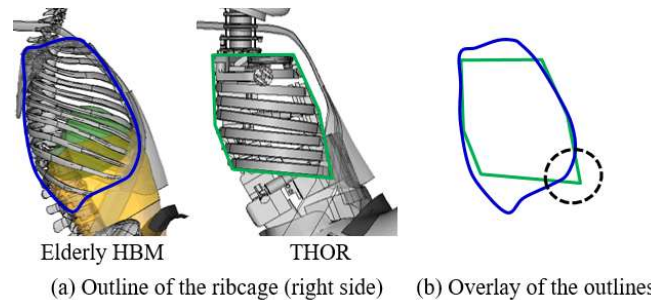 Elderly HBM THOR
(a) Outline of the ribcage (right side) (b) Overlay of the outlines